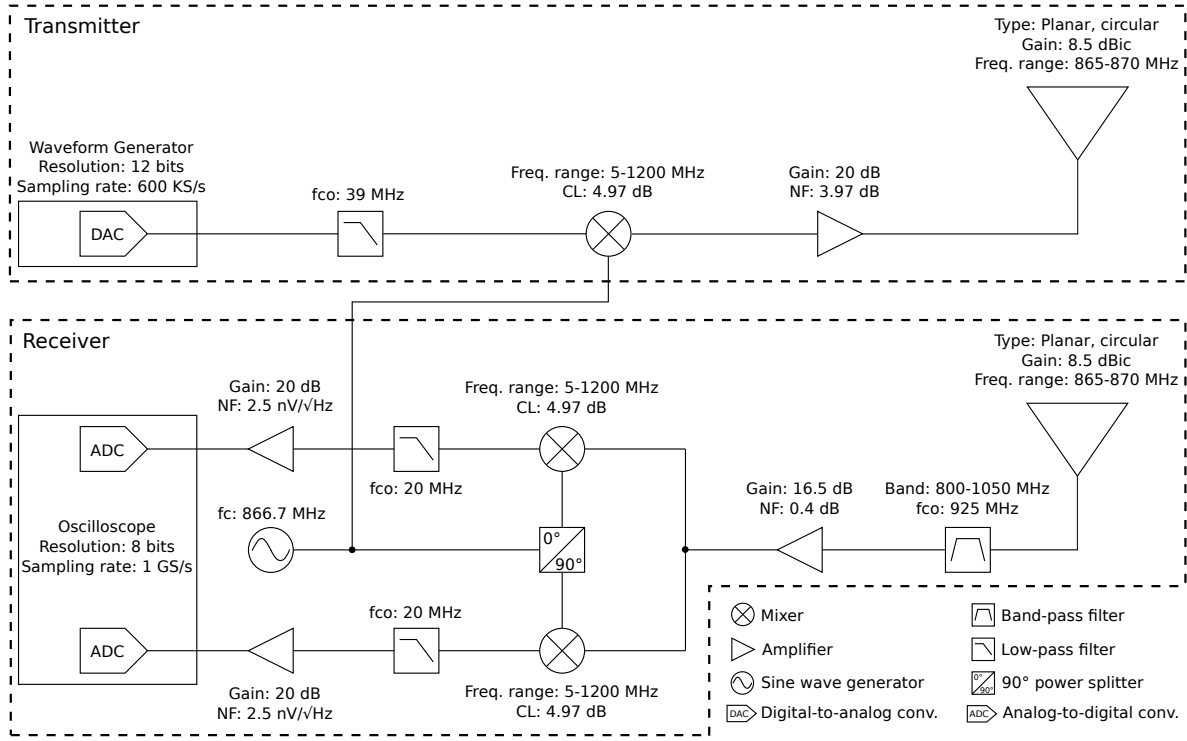 Transmitter
Type: Planar, circular
Gain: 8.5 dBic
Freq. range: 865-870 MHz
Waveform Generator
Resolution: 12 bits
Sampling rate: 600 KS/s
DAC
fco: 39 MHz
Freq. range: 5-1200 MHz
CL: 4.97 dB
Gain: 20 dB
NF: 3.97 dB
Receiver
Type: Planar, circular
Gain: 8.5 dBic
Freq. range: 865-870 MHz
Gain: 20 dB
NF: 2.5 nV/√Hz
Freq. range: 5-1200 MHz
CL: 4.97 dB
ADC
fco: 20 MHz
Gain: 16.5 dB
NF: 0.4 dB
Band: 800-1050 MHz
fco: 925 MHz
fc: 866.7 MHz
Oscilloscope
Resolution: 8 bits
Sampling rate: 1 GS/s
0°
90°
fco: 20 MHz
ADC
Gain: 20 dB
NF: 2.5 nV/√Hz
Freq. range: 5-1200 MHz
CL: 4.97 dB
Mixer
Band-pass filter
Amplifier
Low-pass filter
Sine wave generator
0°
90°
90° power splitter
DAC
Digital-to-analog conv.
ADC
Analog-to-digital conv.